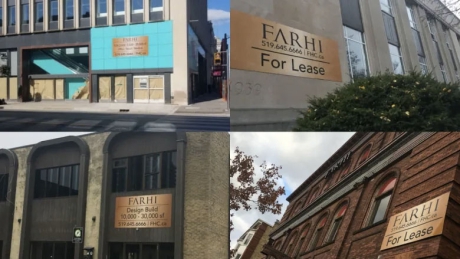 FARHI
FARHI
519.645.6666 | FHC.ca
For Lease
FARHI
Design Build
10,000 - 30,000 sf
519.645.6666 | FHC.ca
FARHI
For Lease